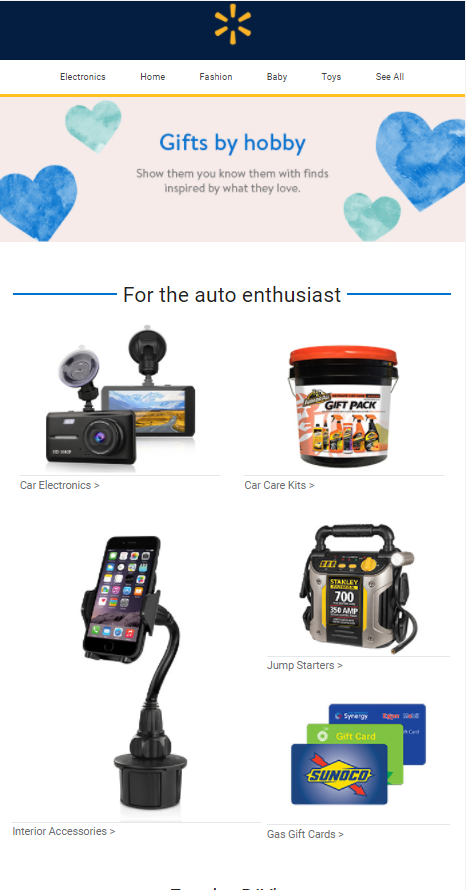 Electronics Home Fashion Baby Toys See All
Gifts by hobby
Show them you know them with finds
inspired by what they love.
For the auto enthusiast
GIFT PACK
Car Electronics >
Car Care Kits >
STANLEY
700
350 AMP
Jump Starters >
Synergy
Gift Card
SUNOCO
Interior Accessories >
Gas Gift Cards >